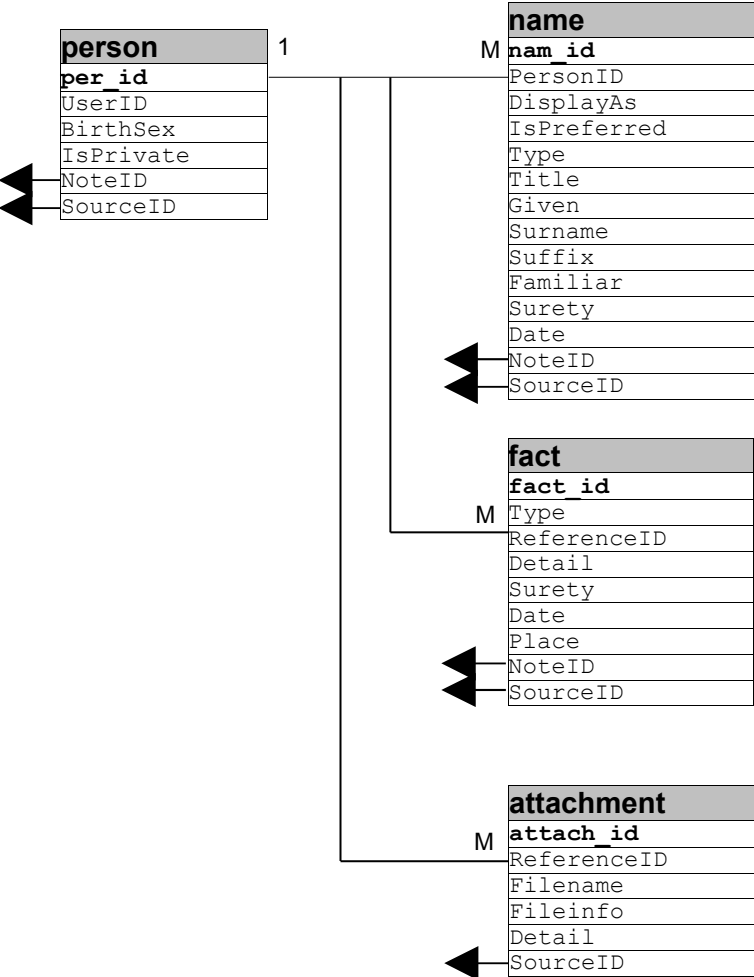 person
per_id
UserID
BirthSex
IsPrivate
NoteID
SourceID
1
M
name
nam_id
PersonID
DisplayAs
IsPreferred
Type
Title
Given
Surname
Suffix
Familiar
Surety
Date
NoteID
SourceID
fact
fact_id
M
Type
ReferenceID
Detail
Surety
Date
Place
NoteID
SourceID
attachment
attach_id
M
ReferenceID
Filename
Fileinfo
Detail
SourceID